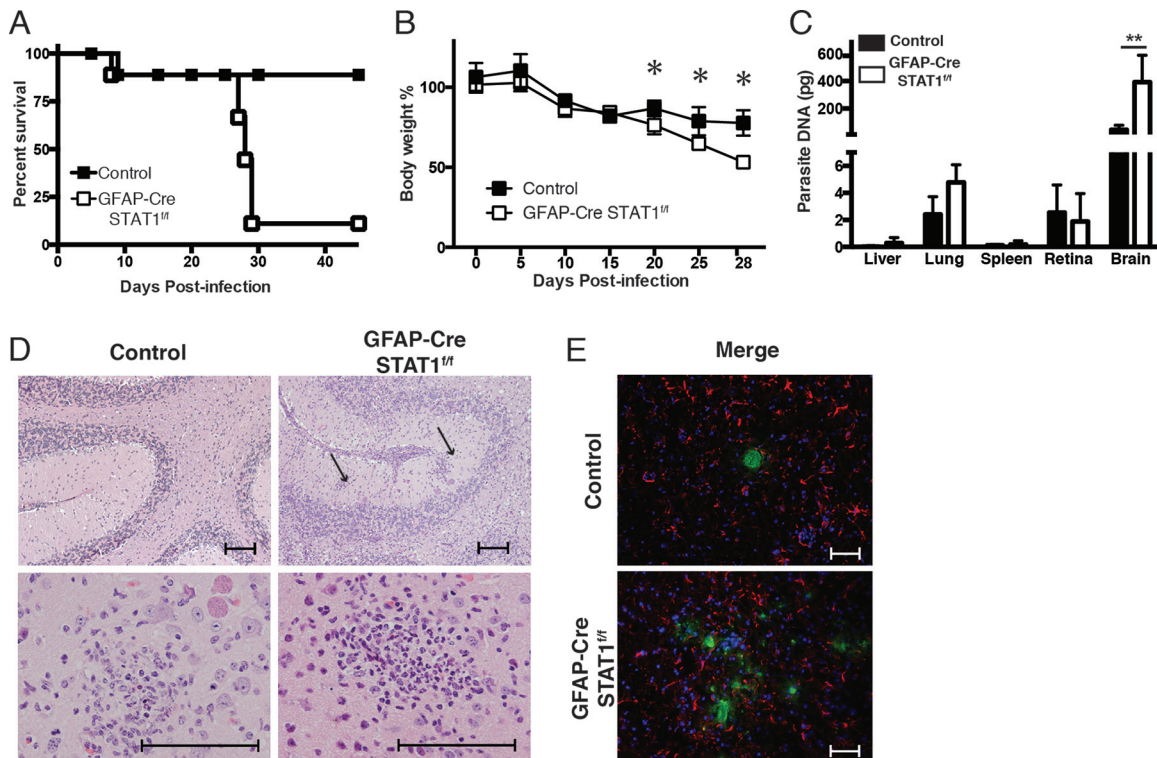 A
100
75
50
25
0
Percent survival
Control
GFAP-Cre
STAT1f/f
0 10 20 30 40
Days Post-infection
B
100
50
0
Body weight %
* * *
Control
GFAP-Cre STAT1f/f
0 5 10 15 20 25 28
Days Post-infection
C
Control
GFAP-Cre
STAT1f/f
**
600
400
200
6
4
2
0
Parasite DNA (pg)
Liver Lung Spleen Retina Brain
D
Control
GFAP-Cre
STAT1f/f
E
Merge
Control
GFAP-Cre
STAT1f/f